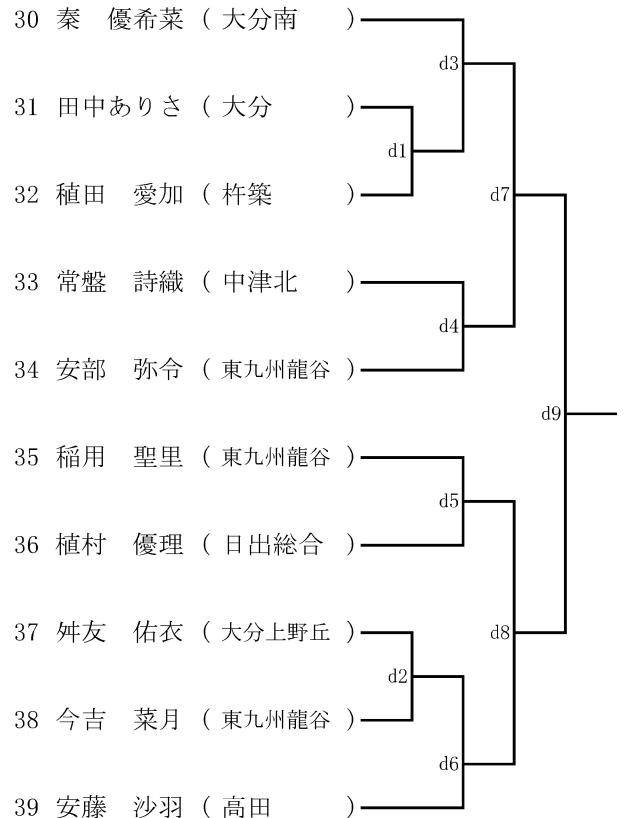 30 秦　優希菜 ( 大分南 )
d3
31 田中ありさ ( 大分 )
d1
32 稙田　愛加 ( 杵築 )
d7
33 常盤　詩織 ( 中津北 )
d4
34 安部　弥令 ( 東九州龍谷 )
d9
35 稲用　聖里 ( 東九州龍谷 )
d5
36 植村　優理 ( 日出総合 )
37 舛友　佑衣 ( 大分上野丘 )
d8
d2
38 今吉　菜月 ( 東九州龍谷 )
d6
39 安藤　沙羽 ( 高田 )